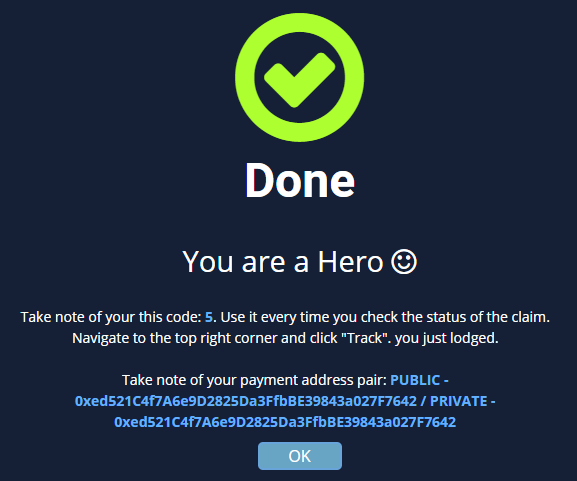 Done
You are a Hero ☺
Take note of your this code: 5. Use it every time you check the status of the claim.
Navigate to the top right corner and click "Track". you just lodged.
Take note of your payment address pair: PUBLIC -
0xed521C4f7A6e9D2825Da3FfbBE39843a027F7642 / PRIVATE -
0xed521C4f7A6e9D2825Da3FfbBE39843a027F7642
OK